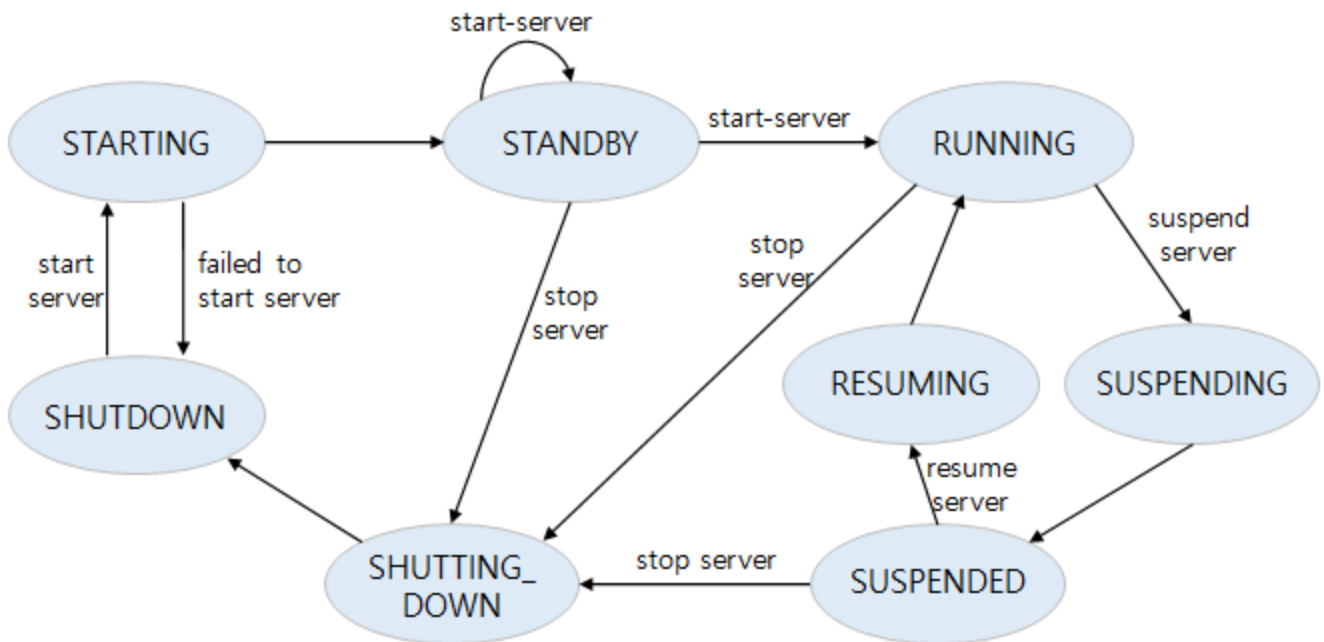 start-server
STARTING
STANDBY
start-server
RUNNING
start
server
failed to
start server
stop
server
stop
server
suspend
server
RESUMING
SUSPENDING
SHUTDOWN
resume
server
SHUTTING_
DOWN
stop server
SUSPENDED